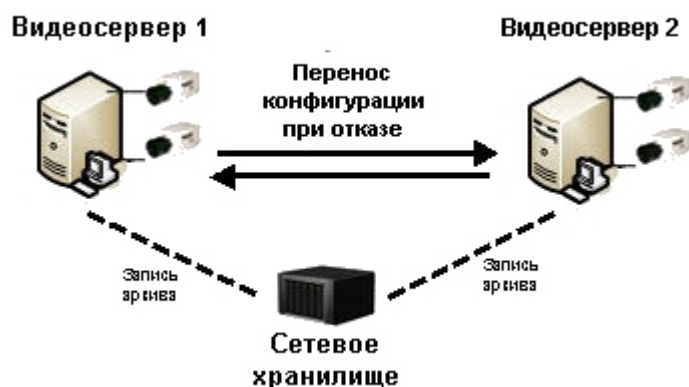 Видеосервер 1
Видеосервер 2
Перенос
конфигурации
при отказе
Запись
архива
Запись
архива
Сетевое
хранилище